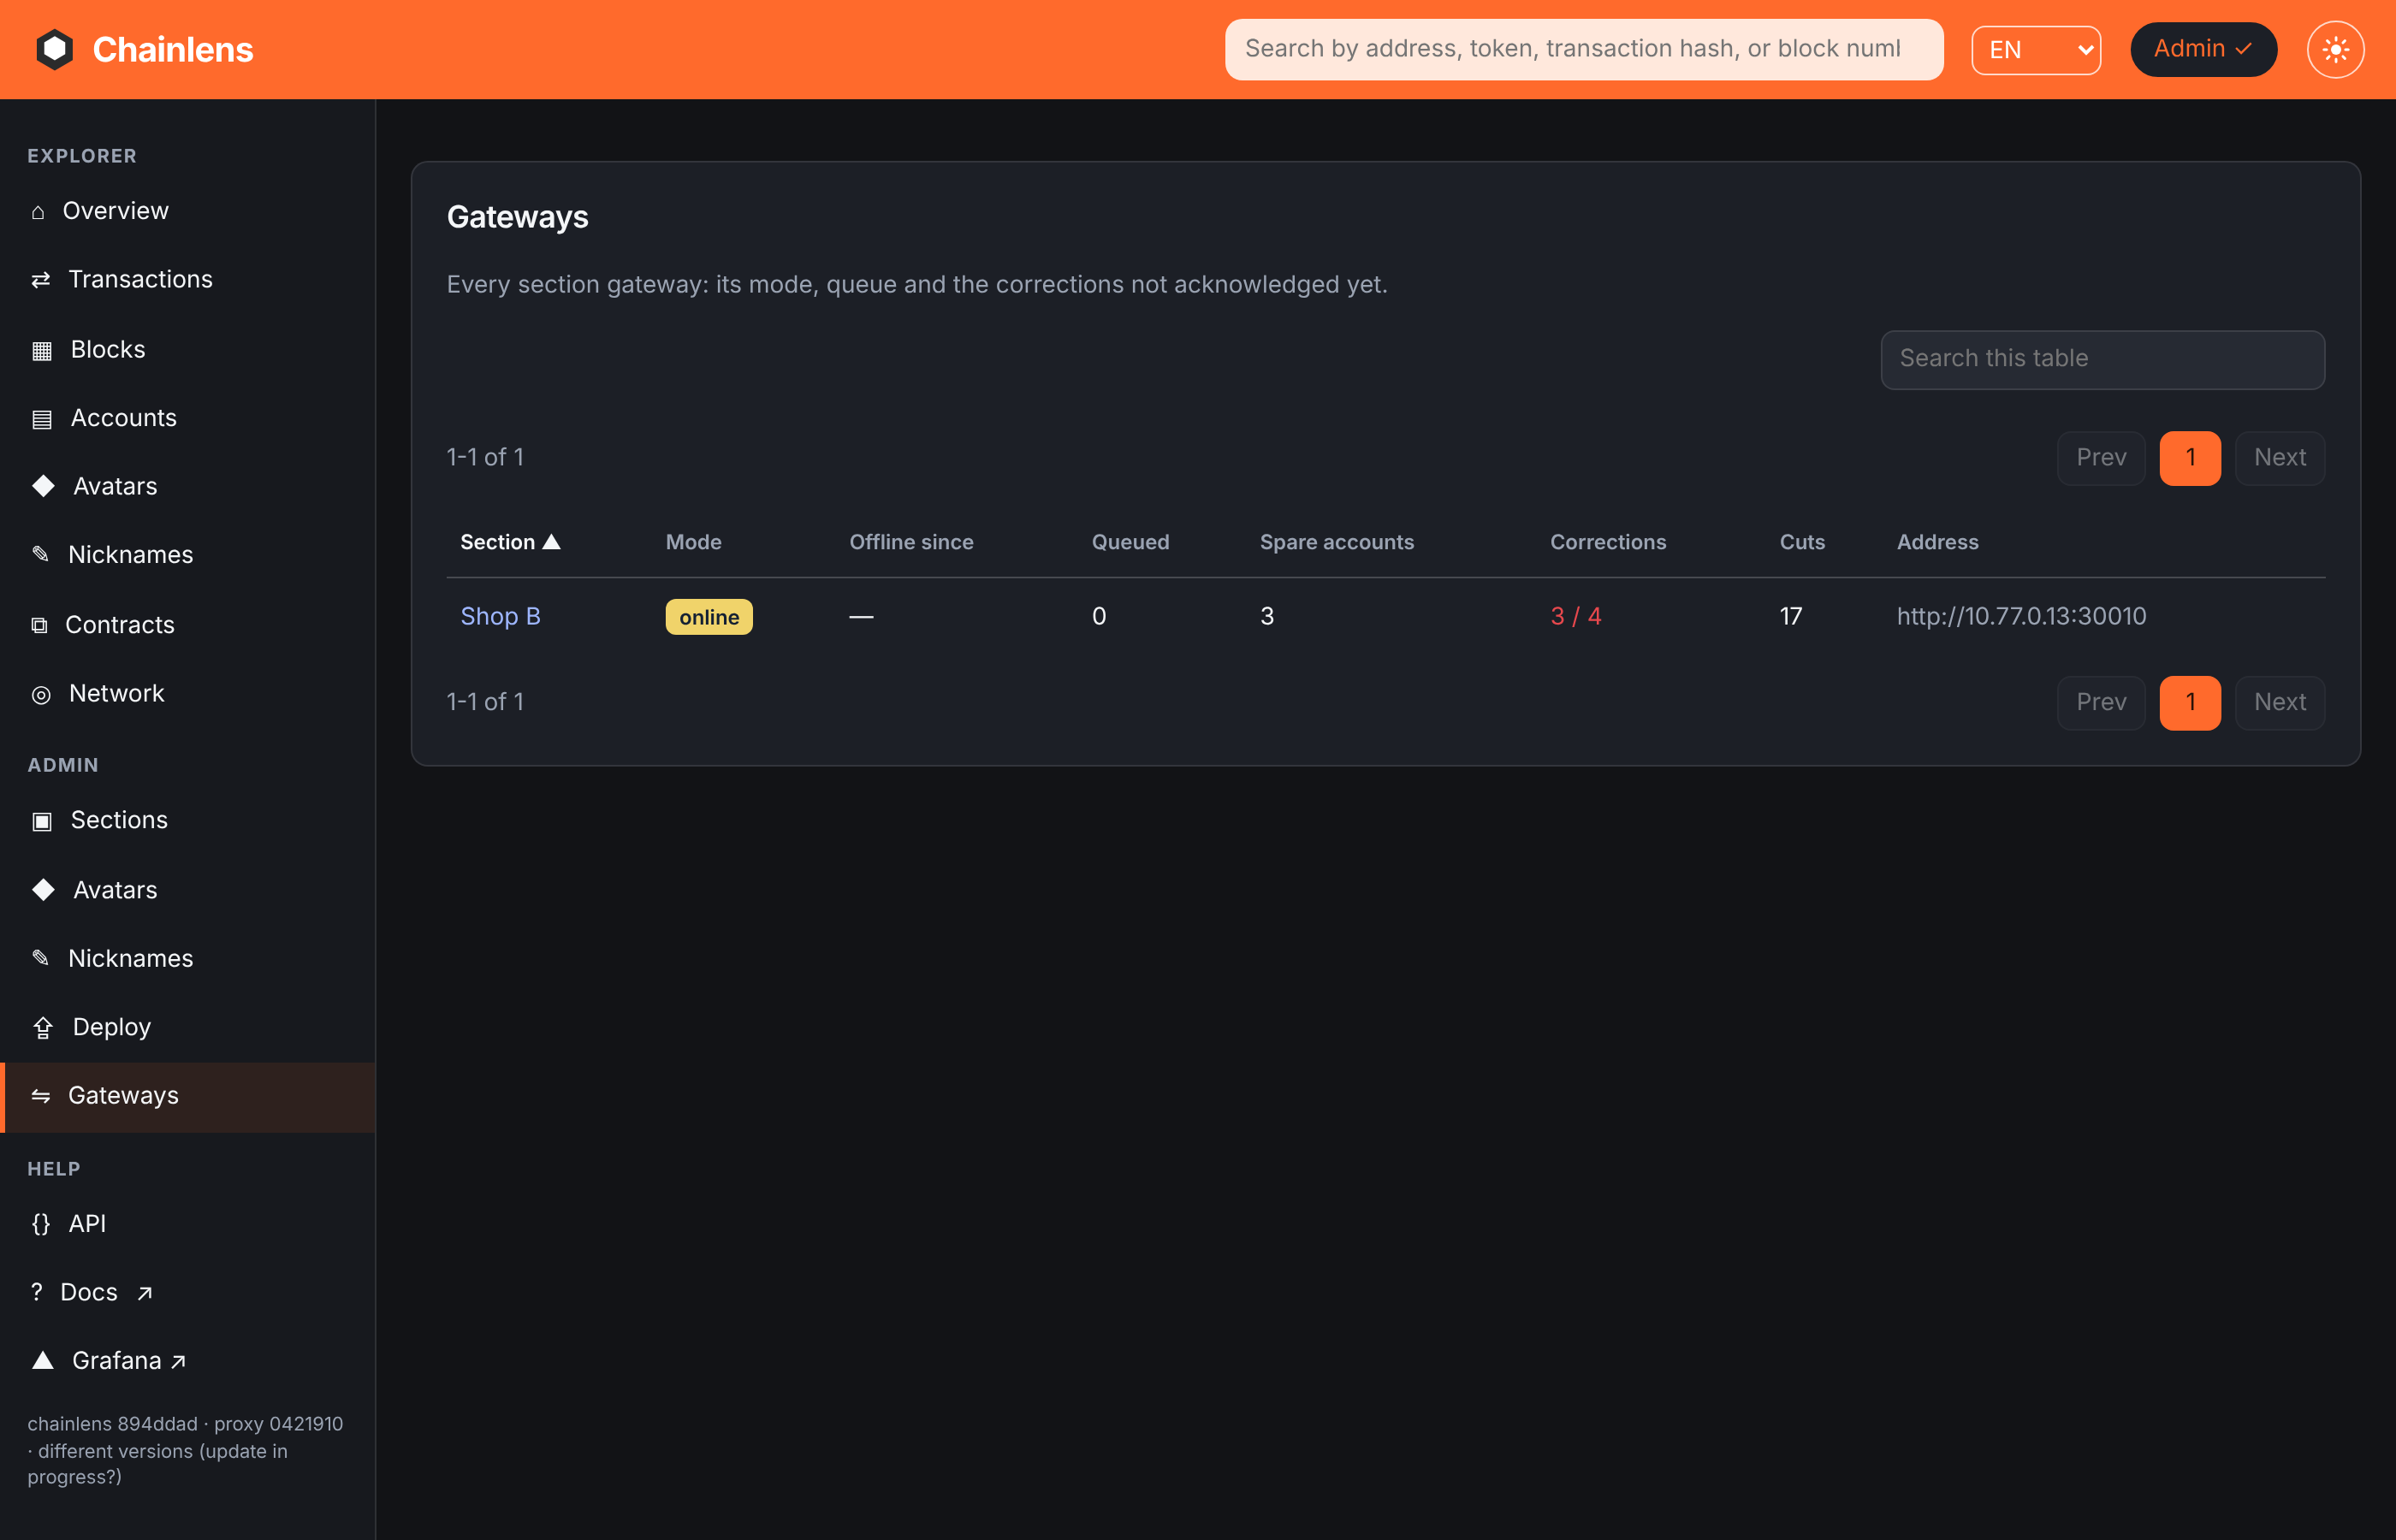 Chainlens
Search by address, token, transaction hash, or block numl
EN
Admin ✓
EXPLORER
Overview
Transactions
Blocks
Accounts
Avatars
Nicknames
Contracts
Network
ADMIN
Sections
Avatars
Nicknames
Deploy
Gateways
HELP
{} API
? Docs ↗
Grafana ↗
chainlens 894ddad · proxy 0421910
· different versions (update in
progress?)
Gateways
Every section gateway: its mode, queue and the corrections not acknowledged yet.
Search this table
1-1 of 1
Prev 1 Next
Section ▲ Mode Offline since Queued Spare accounts Corrections Cuts Address
Shop B online — 0 3 3 / 4 17 http://10.77.0.13:30010
1-1 of 1
Prev 1 Next